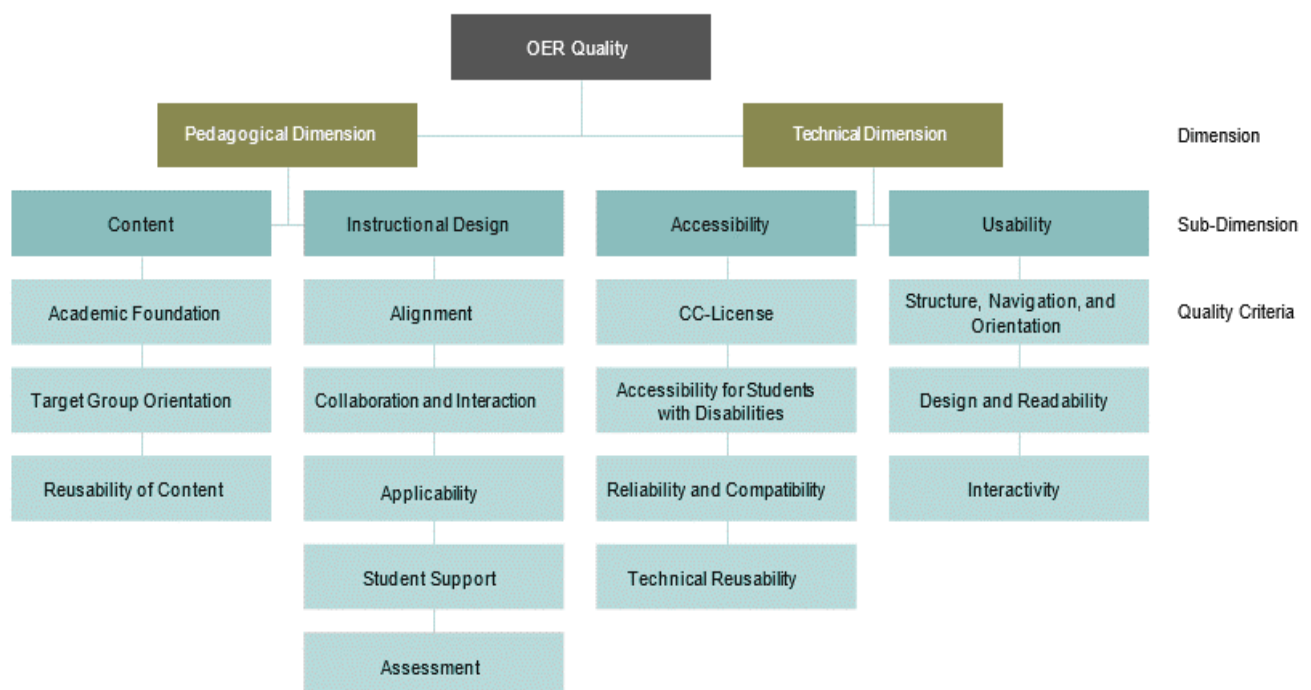 OER Quality
Pedagogical Dimension
Technical Dimension
Dimension
Content
Instructional Design
Accessibility
Usability
Sub-Dimension
Academic Foundation
Alignment
CC-License
Structure, Navigation, and
Orientation
Quality Criteria
Target Group Orientation
Collaboration and Interaction
Accessibility for Students
with Disabilities
Design and Readability
Reusability of Content
Applicability
Reliability and Compatibility
Interactivity
Student Support
Technical Reusability
Assessment